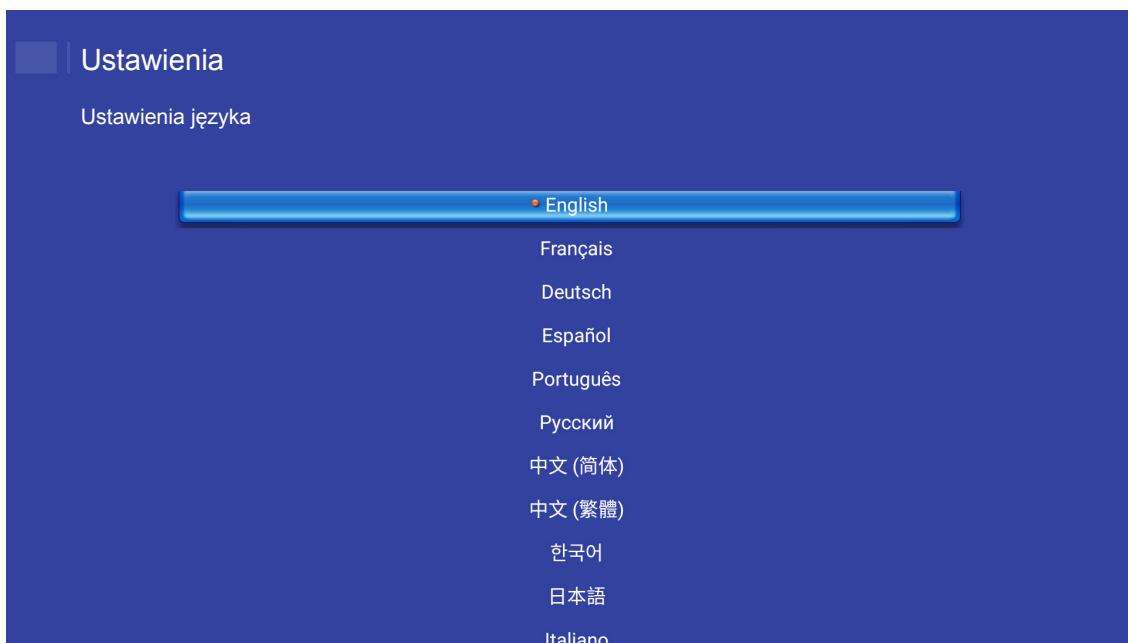 Ustawienia
Ustawienia języka
English
Français
Deutsch
Español
Português
Русский
中文 (简体)
中文 (繁體)
한국어
日本語
Italiano